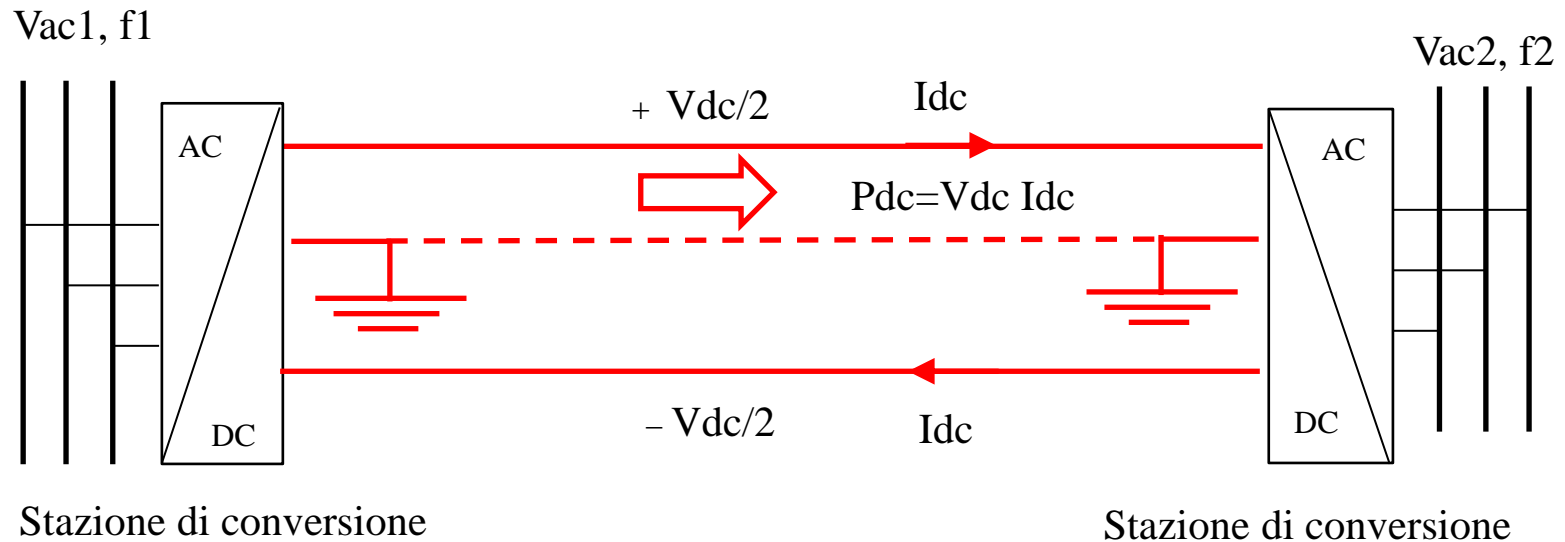 Vac1, f1
Vac2, f2
+ Vdc/2
Idc
AC
AC
Pdc=Vdc Idc
DC
DC
– Vdc/2
Idc
Stazione di conversione
Stazione di conversione